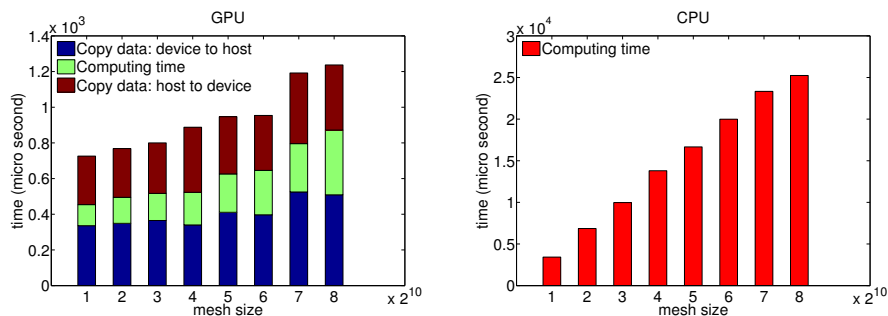 GPU
x 10^3
1.4
1.2
1
0.8
0.6
0.4
0.2
0
time (micro second)
Copy data: device to host
Computing time
Copy data: host to device
1 2 3 4 5 6 7 8 x 2^10
mesh size
CPU
x 10^4
3
2.5
2
1.5
1
0.5
0
time (micro second)
Computing time
1 2 3 4 5 6 7 8 x 2^10
mesh size